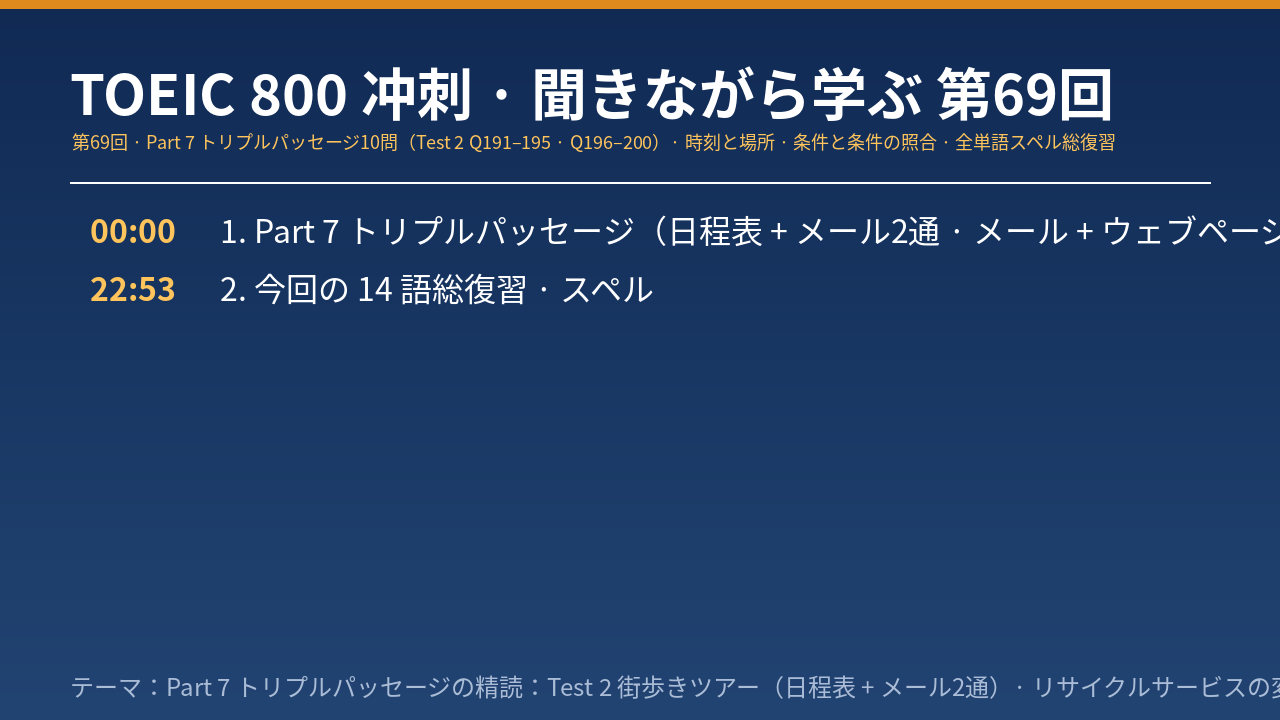 TOEIC 800 冲刺 · 聞きながら学ぶ 第69回
第69回 · Part 7 トリプルパッセージ10問（Test 2 Q191–195 · Q196–200） · 時刻と場所 · 条件と条件の照合 · 全単語スペル総復習
00:00 1. Part 7 トリプルパッセージ（日程表 + メール2通 · メール + ウェブページ
22:53 2. 今回の 14 語総復習 · スペル
テーマ：Part 7 トリプルパッセージの精読：Test 2 街歩きツアー（日程表 + メール2通） · リサイクルサービスの変